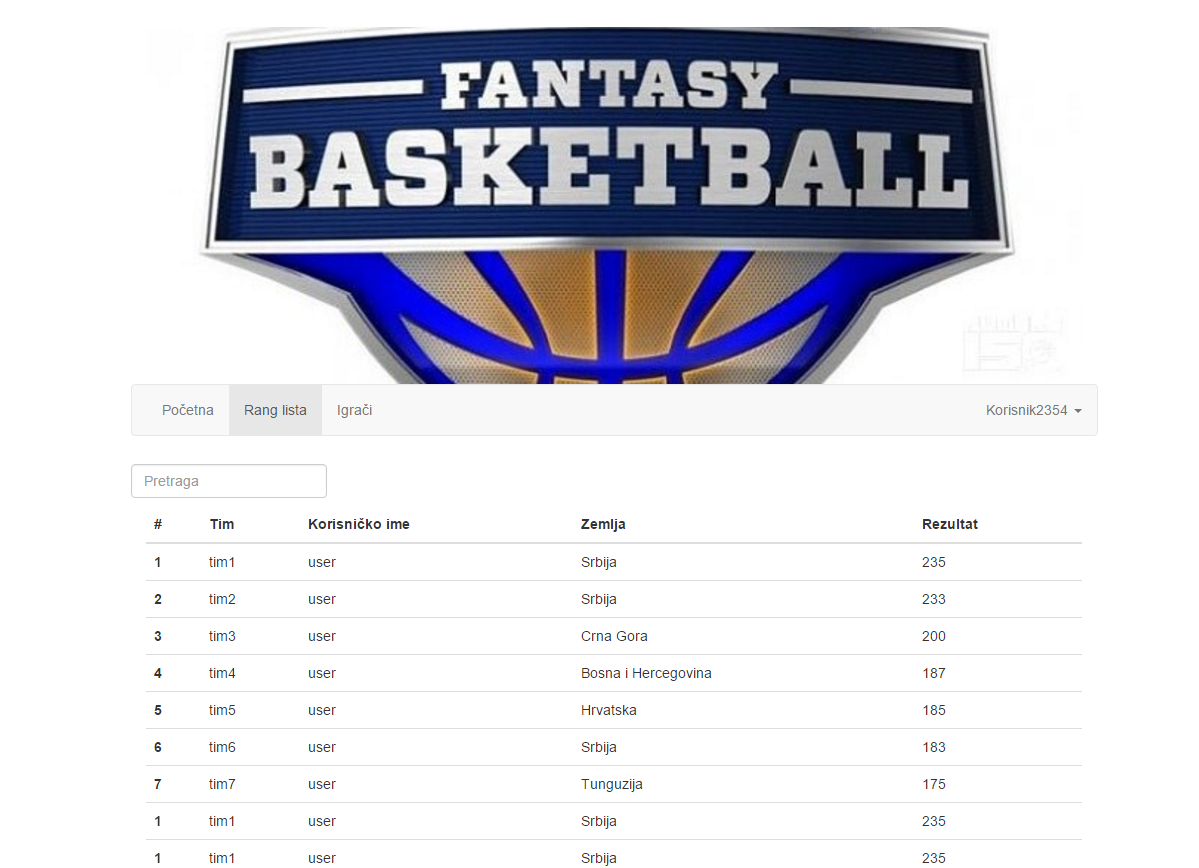 FANTASY
BASKETBALL
Početna Rang lista Igrači Korisnik2354
Pretraga
# Tim Korisničko ime Zemlja Rezultat
1 tim1 user Srbija 235
2 tim2 user Srbija 233
3 tim3 user Crna Gora 200
4 tim4 user Bosna i Hercegovina 187
5 tim5 user Hrvatska 185
6 tim6 user Srbija 183
7 tim7 user Tunguzija 175
1 tim1 user Srbija 235
1 tim1 user Srbija 235